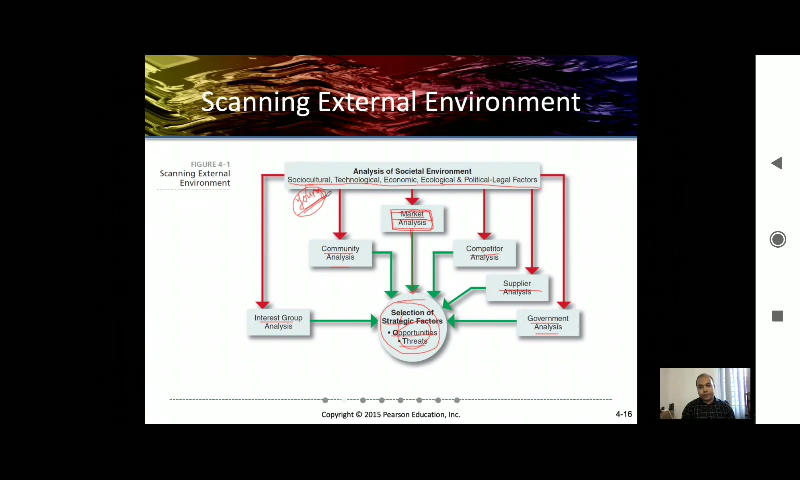 Scanning External Environment
FIGURE 4-1
Scanning External
Environment
Analysis of Societal Environment
Sociocultural, Technological, Economic, Ecological & Political-Legal Factors
Market
Analysis
Community
Analysis
Competitor
Analysis
Supplier
Analysis
Interest Group
Analysis
Selection of
Strategic Factors
• Opportunities
• Threats
Government
Analysis
Copyright © 2015 Pearson Education, Inc.
4-16